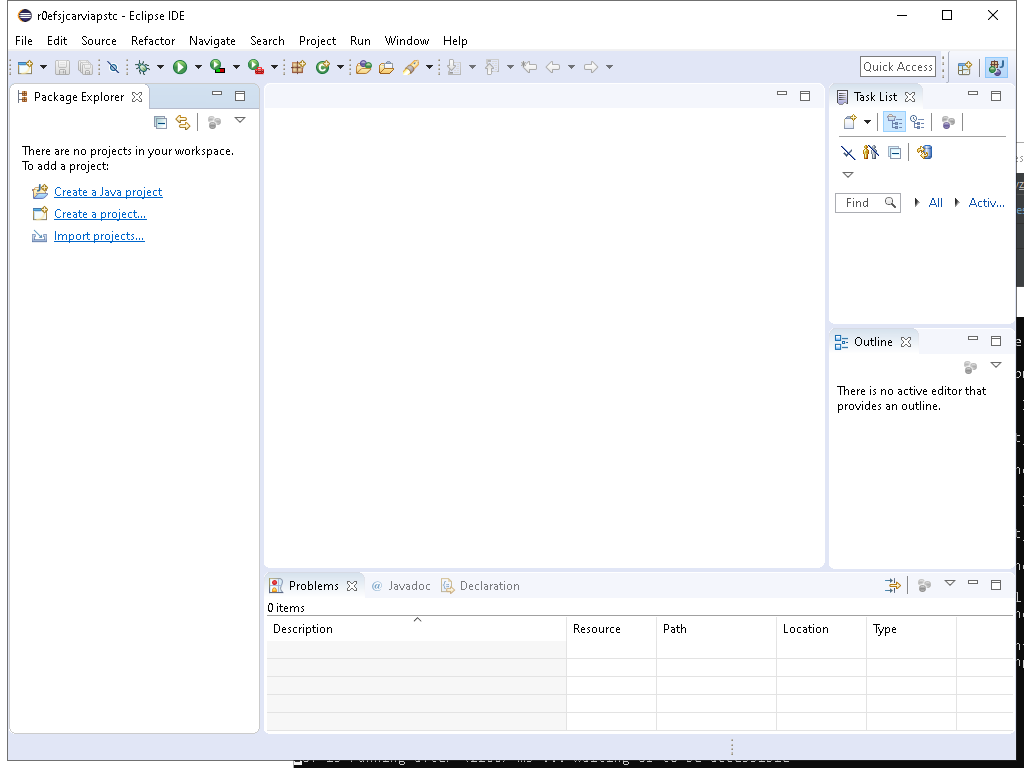 r0efsjcarviapstc - Eclipse IDE
File Edit Source Refactor Navigate Search Project Run Window Help
Quick Access
Package Explorer
There are no projects in your workspace.
To add a project:
Create a Java project
Create a project...
Import projects...
Task List
Find All Activ...
Outline
There is no active editor that
provides an outline.
Problems @ Javadoc Declaration
0 items
Description Resource Path Location Type